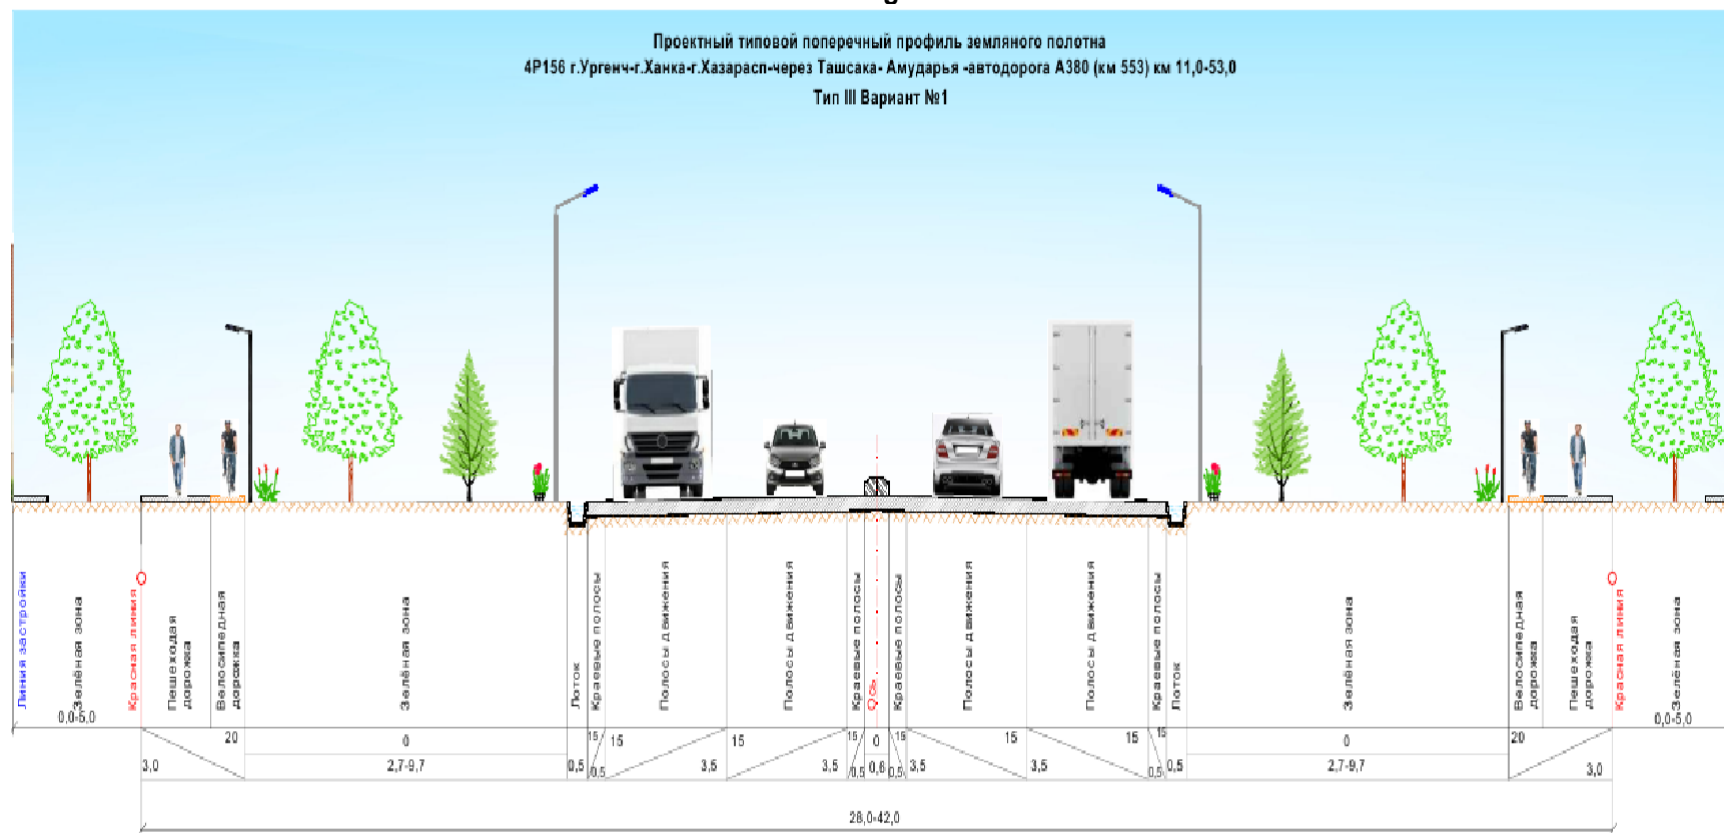 Проектный типовой поперечный профиль земляного полотна
4Р156 г.Ургенч-г.Ханка-г.Хазарасп-через Ташсака- Амударья -автодорога А380 (км 553) км 11,0-53,0
Тип III Вариант №1
Линия застройки
Зелёная зона
Красная линия
Пешеходая
дорожка
Велосипедная
дорожка
Зелёная зона
Лоток
Краевые полосы
Полосы движения
Полосы движения
Краевые полосы
Ось
Краевые полосы
Полосы движения
Полосы движения
Краевые полосы
Лоток
Зелёная зона
Велосипедная
дорожка
Пешеходая
дорожка
Красная линия
Зелёная зона
0,0-5,0
0,0-5,0
20 0 15 15 15 15 0 15 15 15 15 0 20
3,0 2,7-9,7 0,5 0,5 3,5 3,5 0,5 0,6 0,5 3,5 3,5 0,5 0,5 2,7-9,7 3,0
28,0-42,0